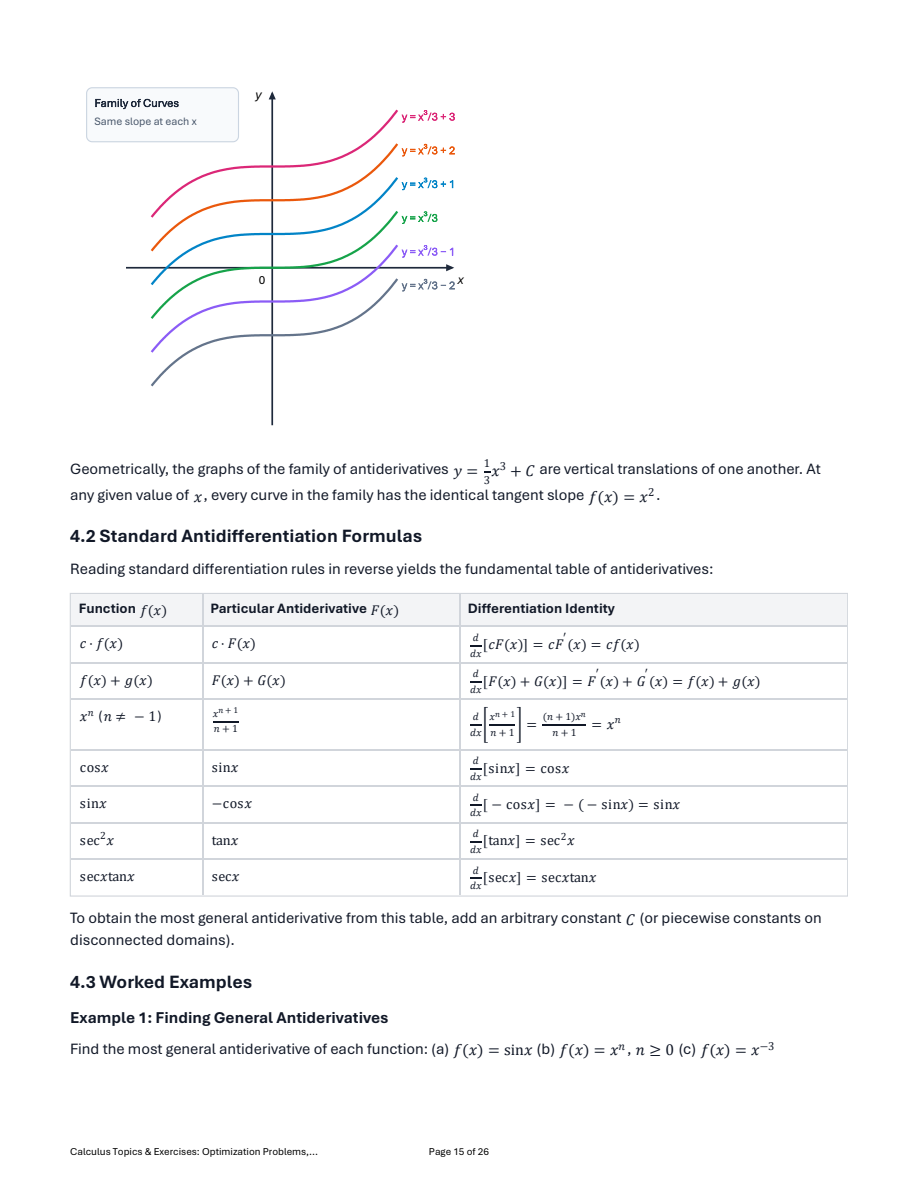 Family of Curves
Same slope at each x
y
y = x³/3 + 3
y = x³/3 + 2
y = x³/3 + 1
y = x³/3
y = x³/3 − 1
0
x
y = x³/3 − 2
Geometrically, the graphs of the family of antiderivatives y = 1/3 x³ + C are vertical translations of one another. At
any given value of x, every curve in the family has the identical tangent slope f(x) = x².
4.2 Standard Antidifferentiation Formulas
Reading standard differentiation rules in reverse yields the fundamental table of antiderivatives:
Function f(x) Particular Antiderivative F(x) Differentiation Identity
c · f(x) c · F(x) d/dx[cF(x)] = cF′(x) = cf(x)
f(x) + g(x) F(x) + G(x) d/dx[F(x) + G(x)] = F′(x) + G′(x) = f(x) + g(x)
xⁿ (n ≠ − 1) xⁿ⁺¹/n + 1 d/dx[xⁿ⁺¹/n + 1] = (n + 1)xⁿ/n + 1 = xⁿ
cosx sinx d/dx[sinx] = cosx
sinx −cosx d/dx[ − cosx] = − ( − sinx) = sinx
sec²x tanx d/dx[tanx] = sec²x
secxtanx secx d/dx[secx] = secxtanx
To obtain the most general antiderivative from this table, add an arbitrary constant C (or piecewise constants on
disconnected domains).
4.3 Worked Examples
Example 1: Finding General Antiderivatives
Find the most general antiderivative of each function: (a) f(x) = sinx (b) f(x) = xⁿ, n ≥ 0 (c) f(x) = x⁻³
Calculus Topics & Exercises: Optimization Problems,... Page 15 of 26